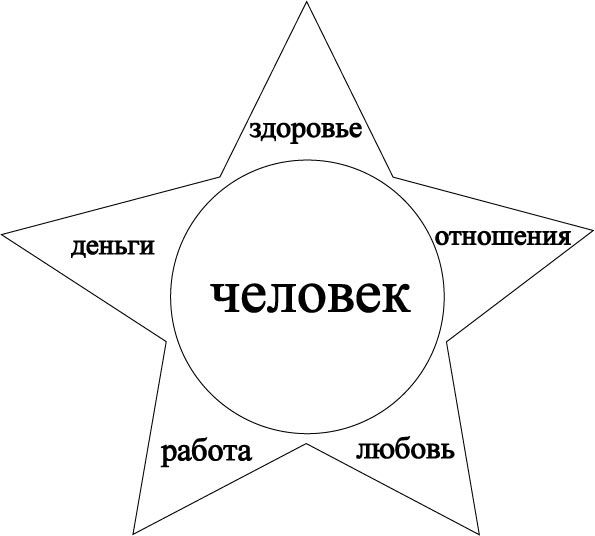 здоровье
деньги
отношения
человек
работа
любовь